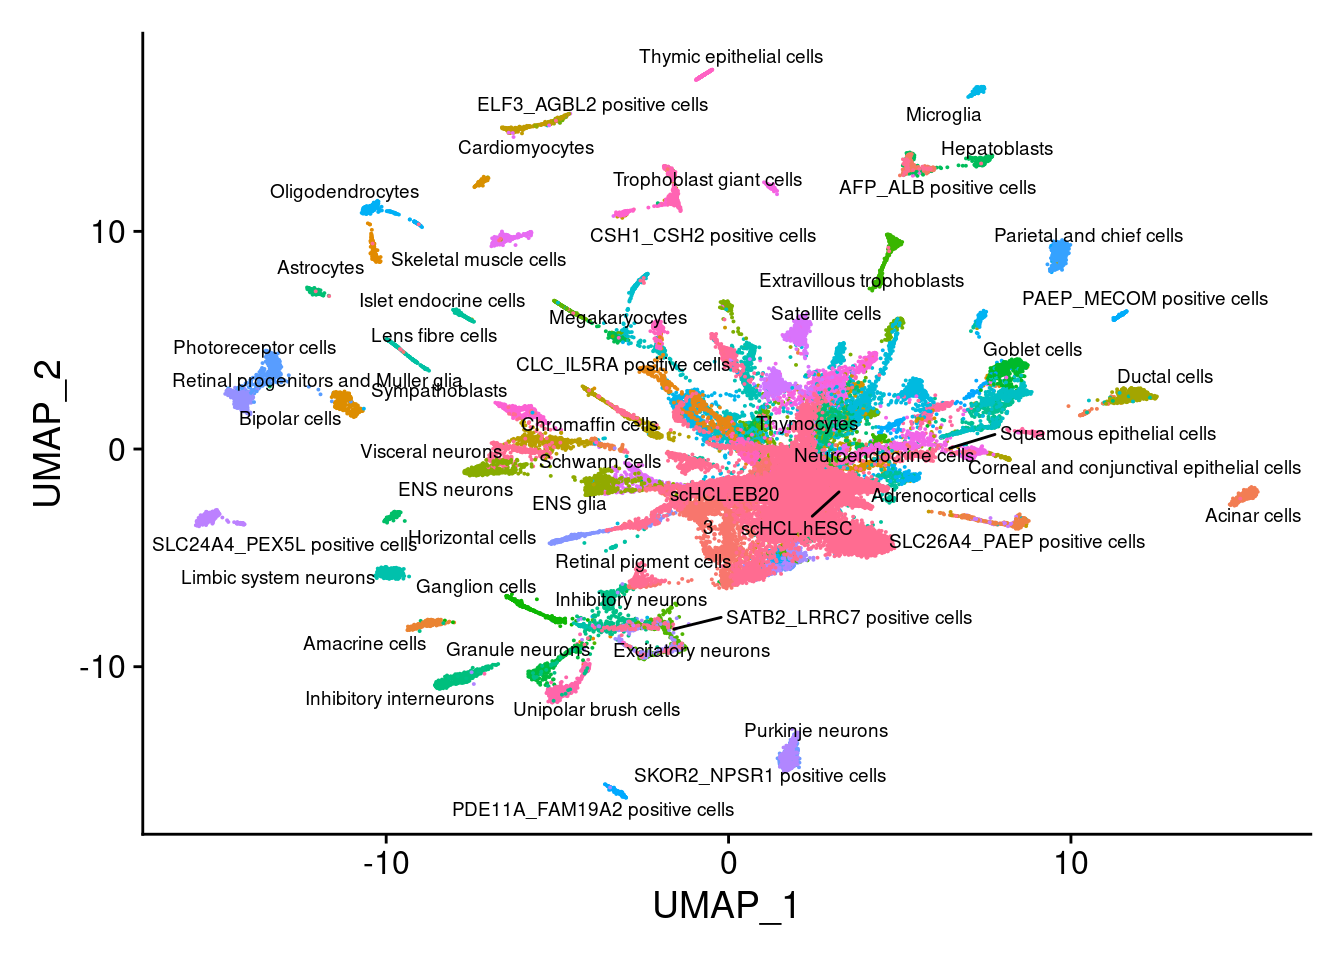 Thymic epithelial cells
ELF3_AGBL2 positive cells
Microglia
Cardiomyocytes
Hepatoblasts
Trophoblast giant cells
AFP_ALB positive cells
Oligodendrocytes
10
CSH1_CSH2 positive cells
Parietal and chief cells
Skeletal muscle cells
Astrocytes
Extravillous trophoblasts
Islet endocrine cells
PAEP_MECOM positive cells
Megakaryocytes
Satellite cells
Lens fibre cells
Photoreceptor cells
Goblet cells
CLC_IL5RA positive cells
Retinal progenitors and Muller glia
Sympathoblasts
Ductal cells
Bipolar cells
Chromaffin cells
Thymocytes
Squamous epithelial cells
0
Visceral neurons
Schwann cells
Neuroendocrine cells
Corneal and conjunctival epithelial cells
ENS neurons
ENS glia
scHCL.EB20
Adrenocortical cells
Acinar cells
3
scHCL.hESC
SLC24A4_PEX5L positive cells
Horizontal cells
SLC26A4_PAEP positive cells
Retinal pigment cells
Limbic system neurons
Ganglion cells
Inhibitory neurons
SATB2_LRRC7 positive cells
Amacrine cells
Granule neurons
Excitatory neurons
-10
Inhibitory interneurons
Unipolar brush cells
Purkinje neurons
SKOR2_NPSR1 positive cells
PDE11A_FAM19A2 positive cells
UMAP_2
-10
0
10
UMAP_1